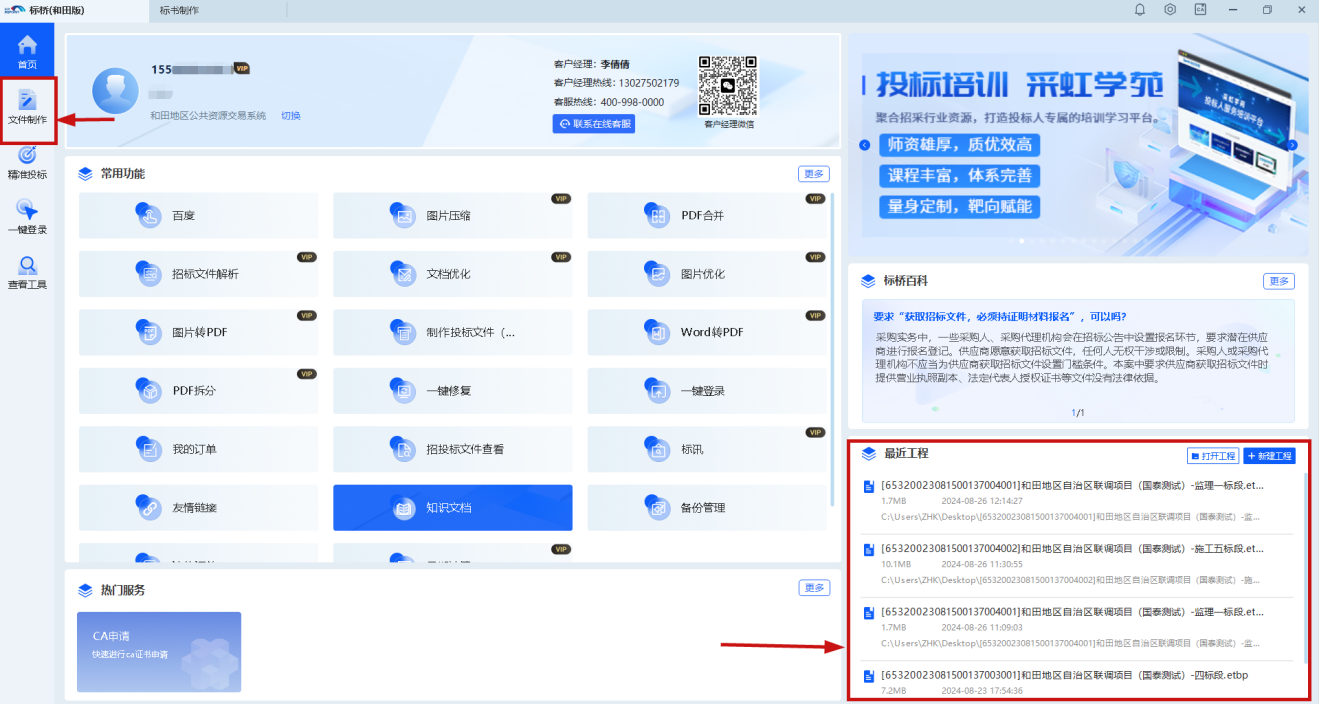 标桥(和田版)
标书制作
首页
文件制作
精准投标
一键登录
查看工具
155
VIP
和田地区公共资源交易系统 切换
客户经理：李倩倩
客户经理热线：13027502179
客服热线：400-998-0000
联系在线客服
客户经理微信
常用功能
更多
百度
图片压缩
VIP
PDF合并
VIP
招标文件解析
VIP
文档优化
VIP
图片优化
VIP
图片转PDF
VIP
制作投标文件（...
Word转PDF
VIP
PDF拆分
VIP
一键修复
一键登录
我的订单
招投标文件查看
标讯
VIP
友情链接
知识文档
备份管理
VIP
热门服务
更多
CA申请
快速进行ca证书申请
投标培训 采虹学苑
聚合招采行业资源，打造投标人专属的培训学习平台。
师资雄厚，质优效高
课程丰富，体系完善
量身定制，靶向赋能
采虹学苑
投标人服务培训平台
标桥百科
更多
要求“获取招标文件，必须持证明材料报名”，可以吗?
采购实务中，一些采购人、采购代理机构会在招标公告中设置报名环节，要求潜在供应
商进行报名登记。供应商愿意获取招标文件，任何人无权干涉或限制。采购人或采购代
理机构不应当为供应商获取招标文件设置门槛条件。本案中要求供应商获取招标文件时
提供营业执照副本、法定代表人授权证书等文件没有法律依据。
1/1
最近工程
打开工程
+ 新建工程
[65320023081500137004001]和田地区自治区联调项目（国泰测试）-监理一标段.et...
1.7MB 2024-08-26 12:14:27
C:\Users\ZHK\Desktop\[65320023081500137004001]和田地区自治区联调项目（国泰测试）-监...
[65320023081500137004002]和田地区自治区联调项目（国泰测试）-施工五标段.et...
10.1MB 2024-08-26 11:30:55
C:\Users\ZHK\Desktop\[65320023081500137004002]和田地区自治区联调项目（国泰测试）-施...
[65320023081500137004001]和田地区自治区联调项目（国泰测试）-监理一标段.et...
1.7MB 2024-08-26 11:09:03
C:\Users\ZHK\Desktop\[65320023081500137004001]和田地区自治区联调项目（国泰测试）-监...
[65320023081500137003001]和田地区自治区联调项目（国泰测试）-四标段.etbp
7.2MB 2024-08-23 17:54:36